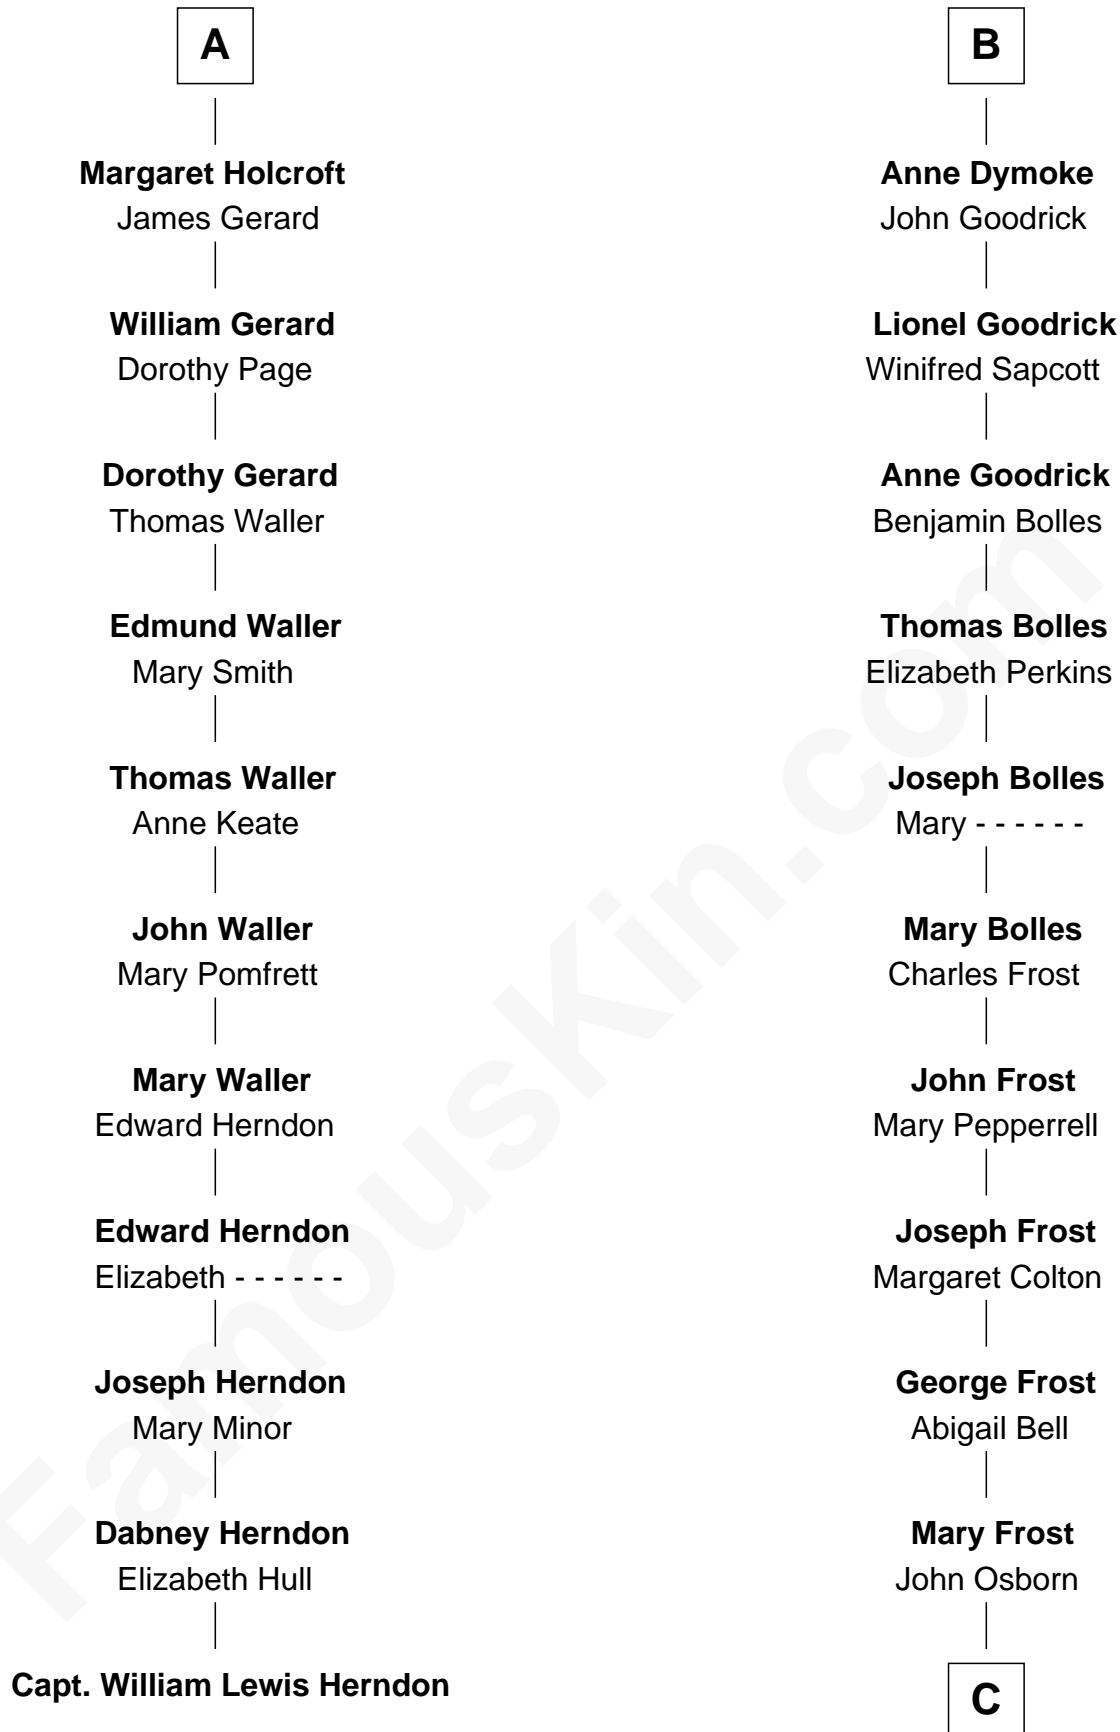 A
Margaret Holcroft
James Gerard
William Gerard
Dorothy Page
Dorothy Gerard
Thomas Waller
Edmund Waller
Mary Smith
Thomas Waller
Anne Keate
John Waller
Mary Pomfrett
Mary Waller
Edward Herndon
Edward Herndon
Elizabeth - - - - - -
Joseph Herndon
Mary Minor
Dabney Herndon
Elizabeth Hull
Capt. William Lewis Herndon
B
Anne Dymoke
John Goodrick
Lionel Goodrick
Winifred Sapcott
Anne Goodrick
Benjamin Bolles
Thomas Bolles
Elizabeth Perkins
Joseph Bolles
Mary - - - - - -
Mary Bolles
Charles Frost
John Frost
Mary Pepperrell
Joseph Frost
Margaret Colton
George Frost
Abigail Bell
Mary Frost
John Osborn
C
FamousKin.com